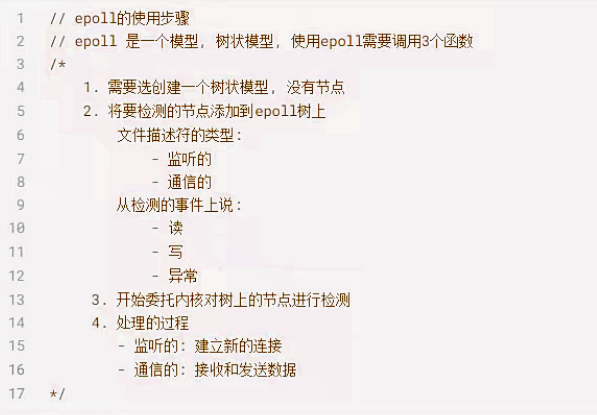 1 // epoll的使用步骤
2 // epoll 是一个模型, 树状模型, 使用epoll需要调用3个函数
3 /*
4 1. 需要选创建一个树状模型, 没有节点
5 2. 将要检测的节点添加到epoll树上
6 文件描述符的类型:
7 - 监听的
8 - 通信的
9 从检测的事件上说:
10 - 读
11 - 写
12 - 异常
13 3. 开始委托内核对树上的节点进行检测
14 4. 处理的过程
15 - 监听的: 建立新的连接
16 - 通信的: 接收和发送数据
17 */